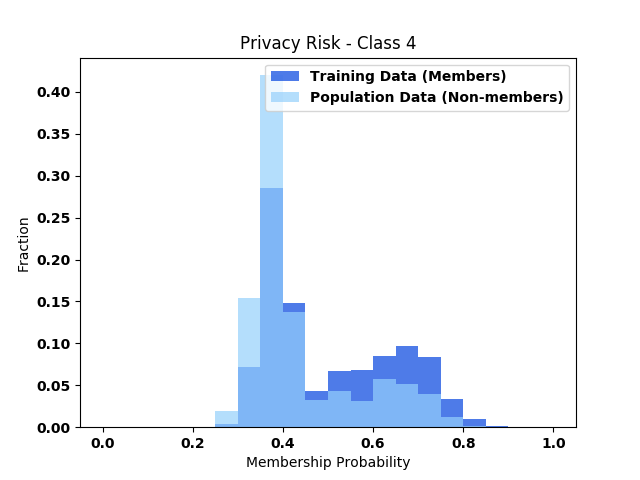 Privacy Risk - Class 4
Training Data (Members)
Population Data (Non-members)
Fraction
0.40
0.35
0.30
0.25
0.20
0.15
0.10
0.05
0.00
0.0 0.2 0.4 0.6 0.8 1.0
Membership Probability